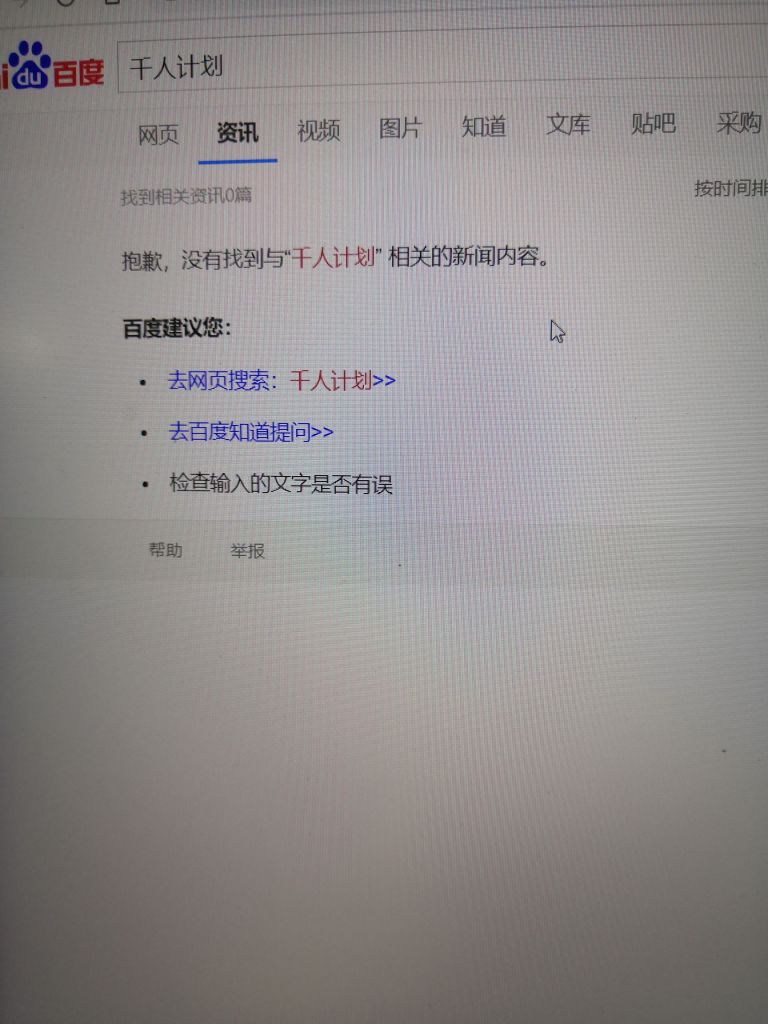 idu百度 千人计划
网页 资讯 视频 图片 知道 文库 贴吧 采购
找到相关资讯0篇 按时间排
抱歉，没有找到与“千人计划” 相关的新闻内容。
百度建议您：
• 去网页搜索：千人计划>>
• 去百度知道提问>>
• 检查输入的文字是否有误
帮助 举报